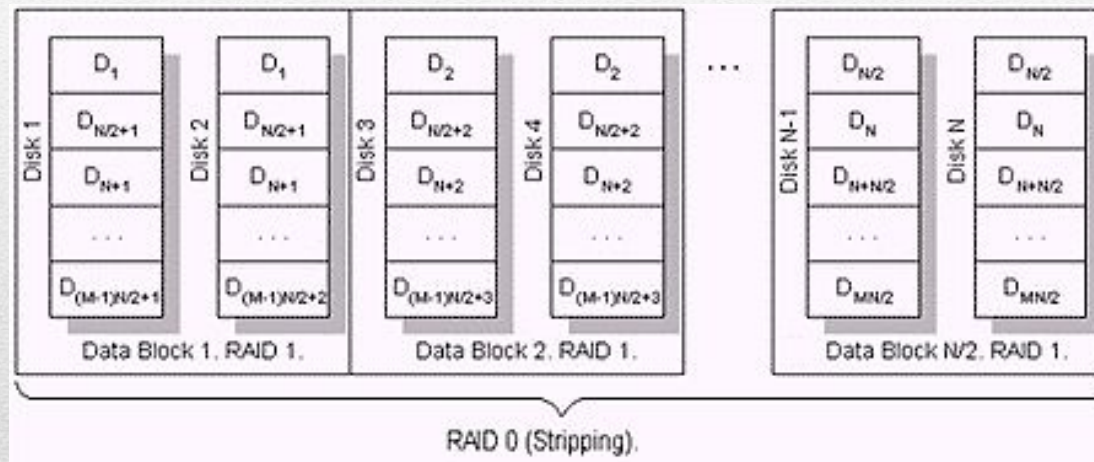 D1 D1 D2 D2 ... DN/2 DN/2
Disk 1 Disk 2 Disk 3 Disk 4 Disk N-1 Disk N
DN/2+1 DN/2+1 DN/2+2 DN/2+2 DN DN
DN+1 DN+1 DN+2 DN+2 DN+N/2 DN+N/2
... ... ... ... ... ...
D(M-1)N/2+1 D(M-1)N/2+2 D(M-1)N/2+3 D(M-1)N/2+3 DMN/2 DMN/2
Data Block 1. RAID 1. Data Block 2. RAID 1. Data Block N/2. RAID 1.
RAID 0 (Stripping).